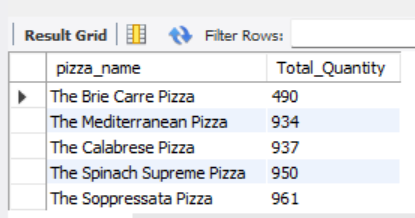 Result Grid Filter Rows:
pizza_name Total_Quantity
The Brie Carre Pizza 490
The Mediterranean Pizza 934
The Calabrese Pizza 937
The Spinach Supreme Pizza 950
The Soppressata Pizza 961